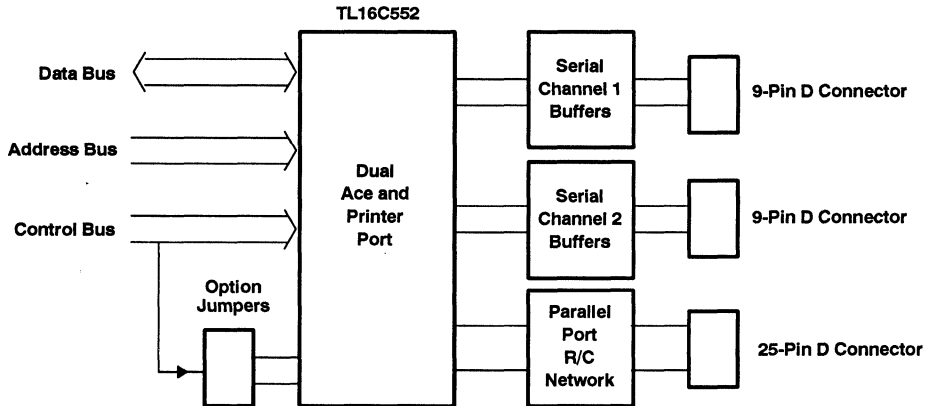 TL16C552
Data Bus
Address Bus
Control Bus
Option
Jumpers
Dual
Ace and
Printer
Port
Serial
Channel 1
Buffers
9-Pin D Connector
Serial
Channel 2
Buffers
9-Pin D Connector
Parallel
Port
R/C
Network
25-Pin D Connector